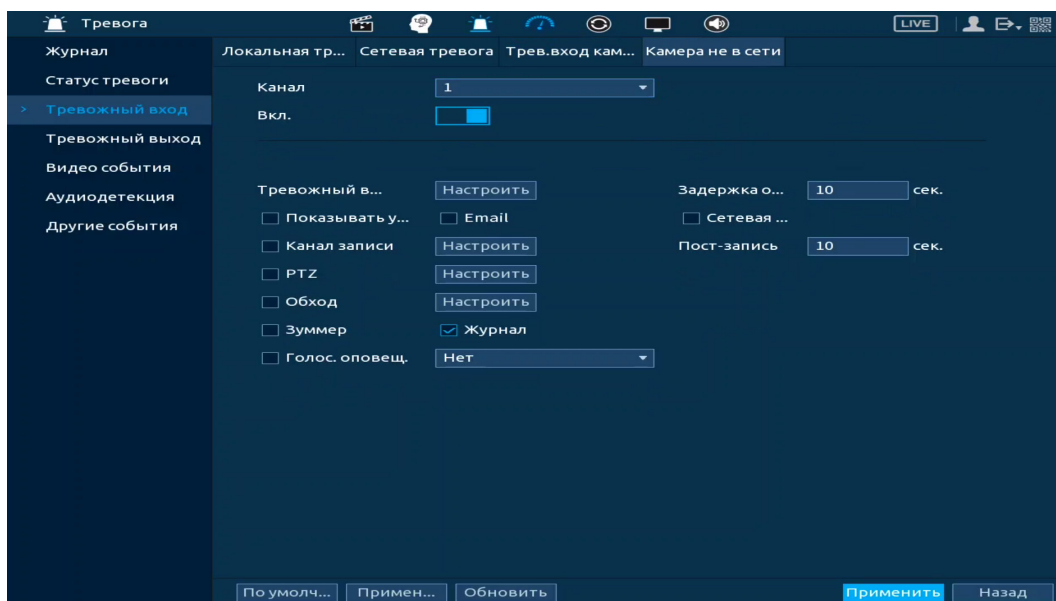 Тревога LIVE
Журнал
Статус тревоги
Тревожный вход
Тревожный выход
Видео события
Аудиодетекция
Другие события
Локальная тр... Сетевая тревога Трев.вход кам... Камера не в сети
Канал 1
Вкл.
Тревожный в... Настроить Задержка о... 10 сек.
Показывать у... Email Сетевая ...
Канал записи Настроить Пост-запись 10 сек.
PTZ Настроить
Обход Настроить
Зуммер Журнал
Голос. оповещ. Нет
По умолч... Примен... Обновить Применить Назад